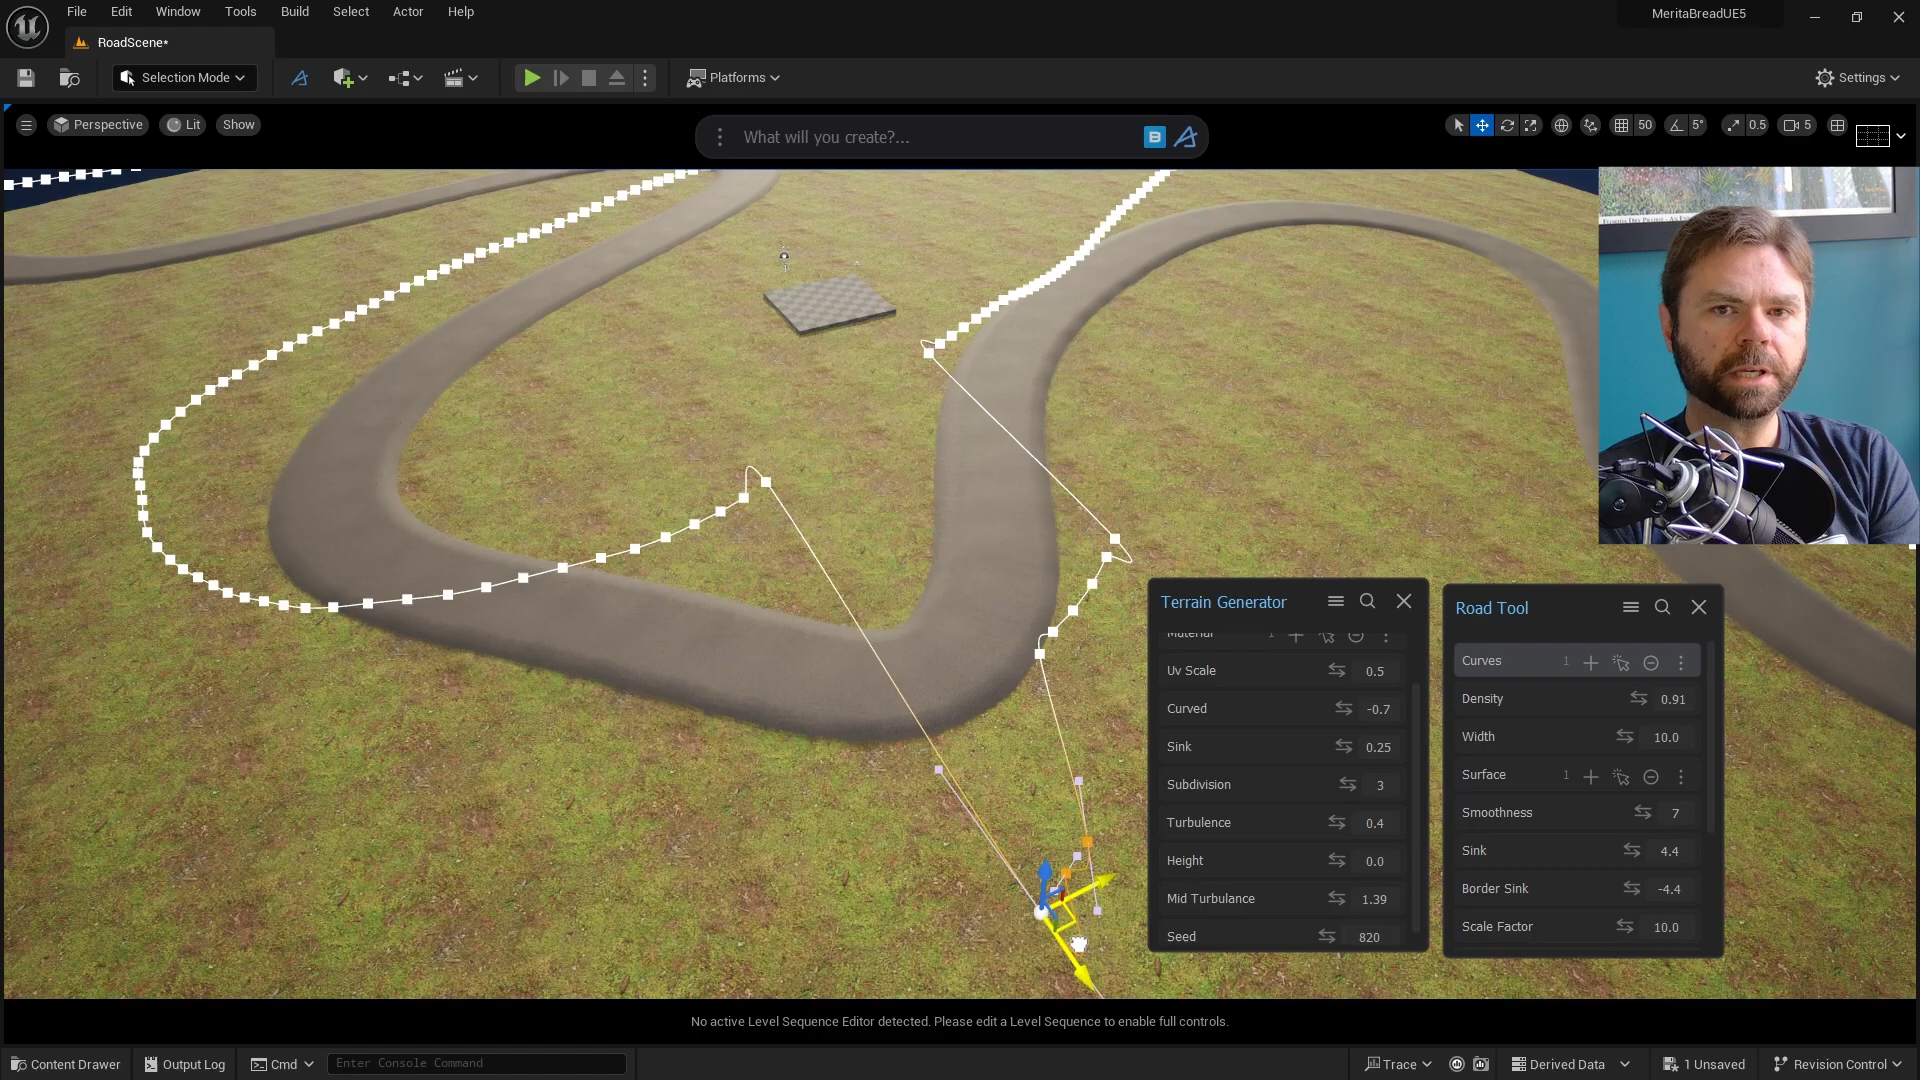 File Edit Window Tools Build Select Actor Help
MeritaBreadUE5
RoadScene*
Selection Mode
Platforms
Settings
Perspective Lit Show
What will you create?...
B
50 5° 0.5 5
Terrain Generator
Material 1
Uv Scale 0.5
Curved -0.7
Sink 0.25
Subdivision 3
Turbulence 0.4
Height 0.0
Mid Turbulence 1.39
Seed 820
Road Tool
Curves 1
Density 0.91
Width 10.0
Surface 1
Smoothness 7
Sink 4.4
Border Sink -4.4
Scale Factor 10.0
No active Level Sequence Editor detected. Please edit a Level Sequence to enable full controls.
Content Drawer Output Log Cmd Enter Console Command
Trace Derived Data 1 Unsaved Revision Control